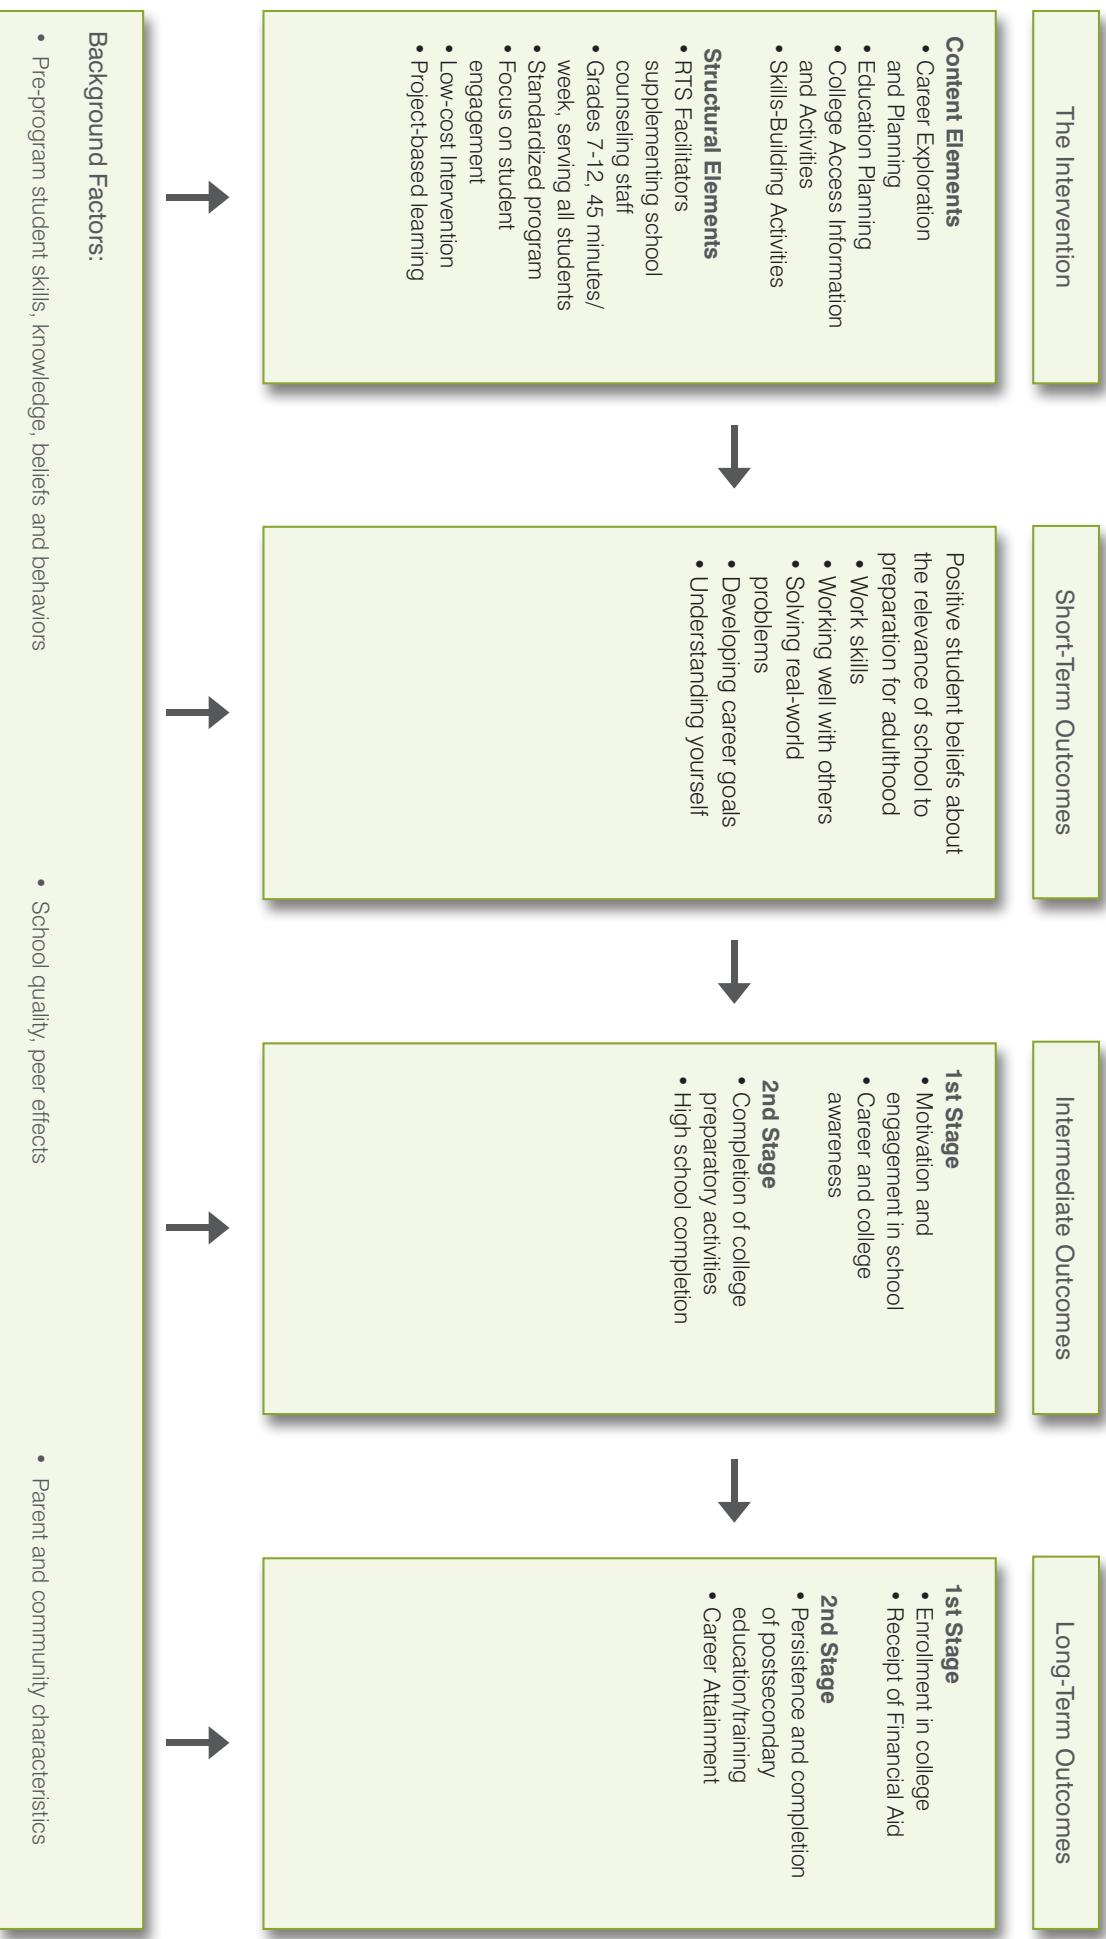 The Intervention
Content Elements
• Career Exploration
and Planning
• Education Planning
• College Access Information
and Activities
• Skills-Building Activities
Structural Elements
• RTS Facilitators
supplementing school
counseling staff
• Grades 7-12, 45 minutes/
week, serving all students
• Standardized program
• Focus on student
engagement
• Low-cost Intervention
• Project-based learning
Short-Term Outcomes
Positive student beliefs about
the relevance of school to
preparation for adulthood
• Work skills
• Working well with others
• Solving real-world
problems
• Developing career goals
• Understanding yourself
Intermediate Outcomes
1st Stage
• Motivation and
engagement in school
• Career and college
awareness
2nd Stage
• Completion of college
preparatory activities
• High school completion
Long-Term Outcomes
1st Stage
• Enrollment in college
• Receipt of Financial Aid
2nd Stage
• Persistence and completion
of postsecondary
education/training
• Career Attainment
Background Factors:
• Pre-program student skills, knowledge, beliefs and behaviors
• School quality, peer effects
• Parent and community characteristics